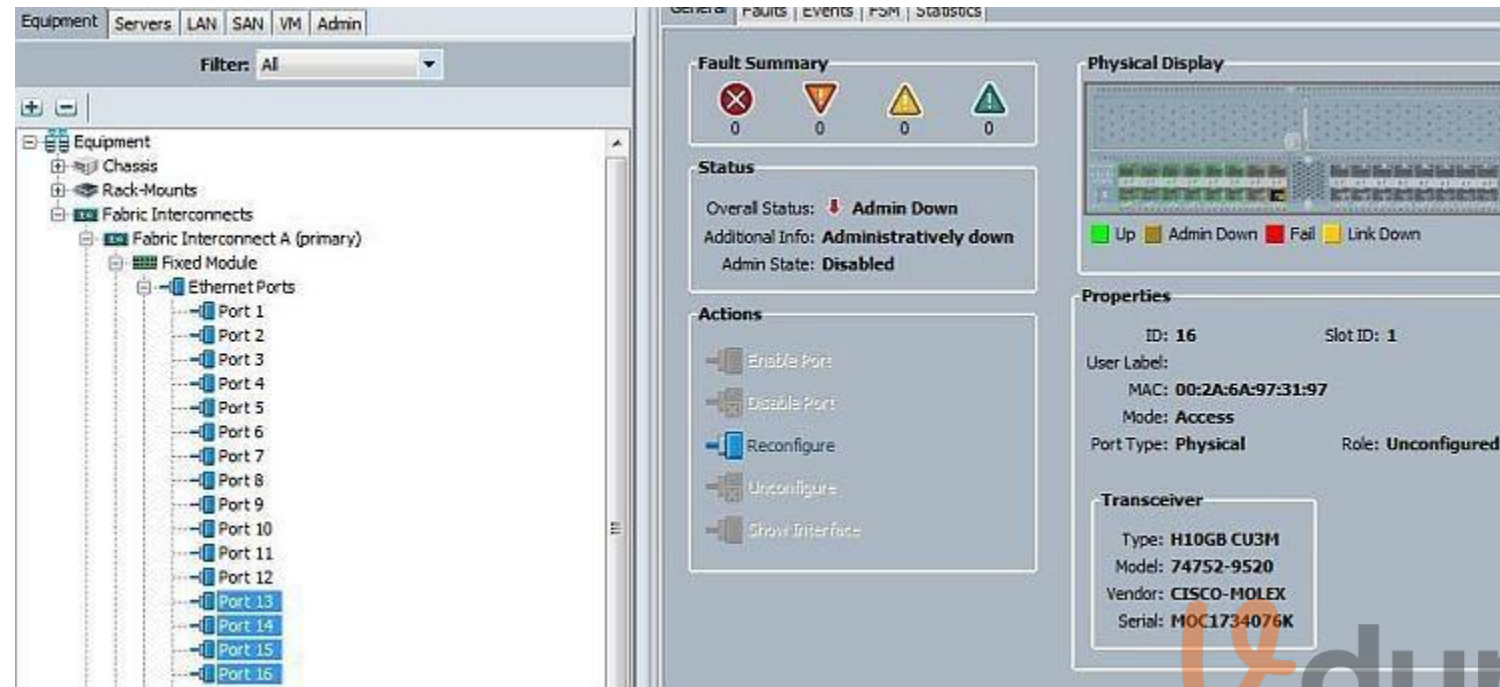 Equipment Servers LAN SAN VM Admin
Filter: All
Equipment
Chassis
Rack-Mounts
Fabric Interconnects
Fabric Interconnect A (primary)
Fixed Module
Ethernet Ports
Port 1
Port 2
Port 3
Port 4
Port 5
Port 6
Port 7
Port 8
Port 9
Port 10
Port 11
Port 12
Port 13
Port 14
Port 15
Port 16
General Faults Events FSM Statistics
Fault Summary
0 0 0 0
Status
Overall Status: Admin Down
Additional Info: Administratively down
Admin State: Disabled
Actions
Enable Port
Disable Port
Reconfigure
Unconfigure
Show Interface
Physical Display
Up Admin Down Fail Link Down
Properties
ID: 16 Slot ID: 1
User Label:
MAC: 00:2A:6A:97:31:97
Mode: Access
Port Type: Physical Role: Unconfigured
Transceiver
Type: H10GB CU3M
Model: 74752-9520
Vendor: CISCO-MOLEX
Serial: MOC1734076K